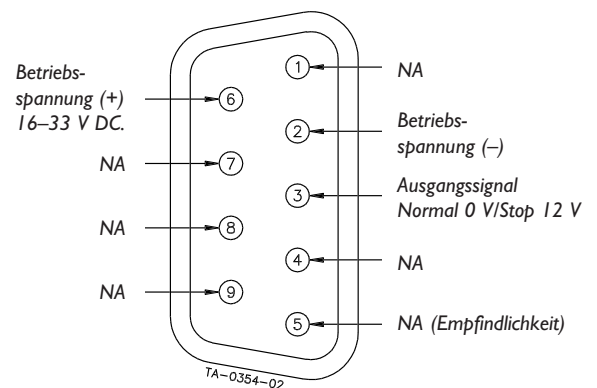 Betriebs-
spannung (+)
16–33 V DC.
NA
NA
NA
6
7
8
9
1
2
3
4
5
NA
Betriebs-
spannung (–)
Ausgangssignal
Normal 0 V/Stop 12 V
NA
NA (Empfindlichkeit)
TA-0354-02